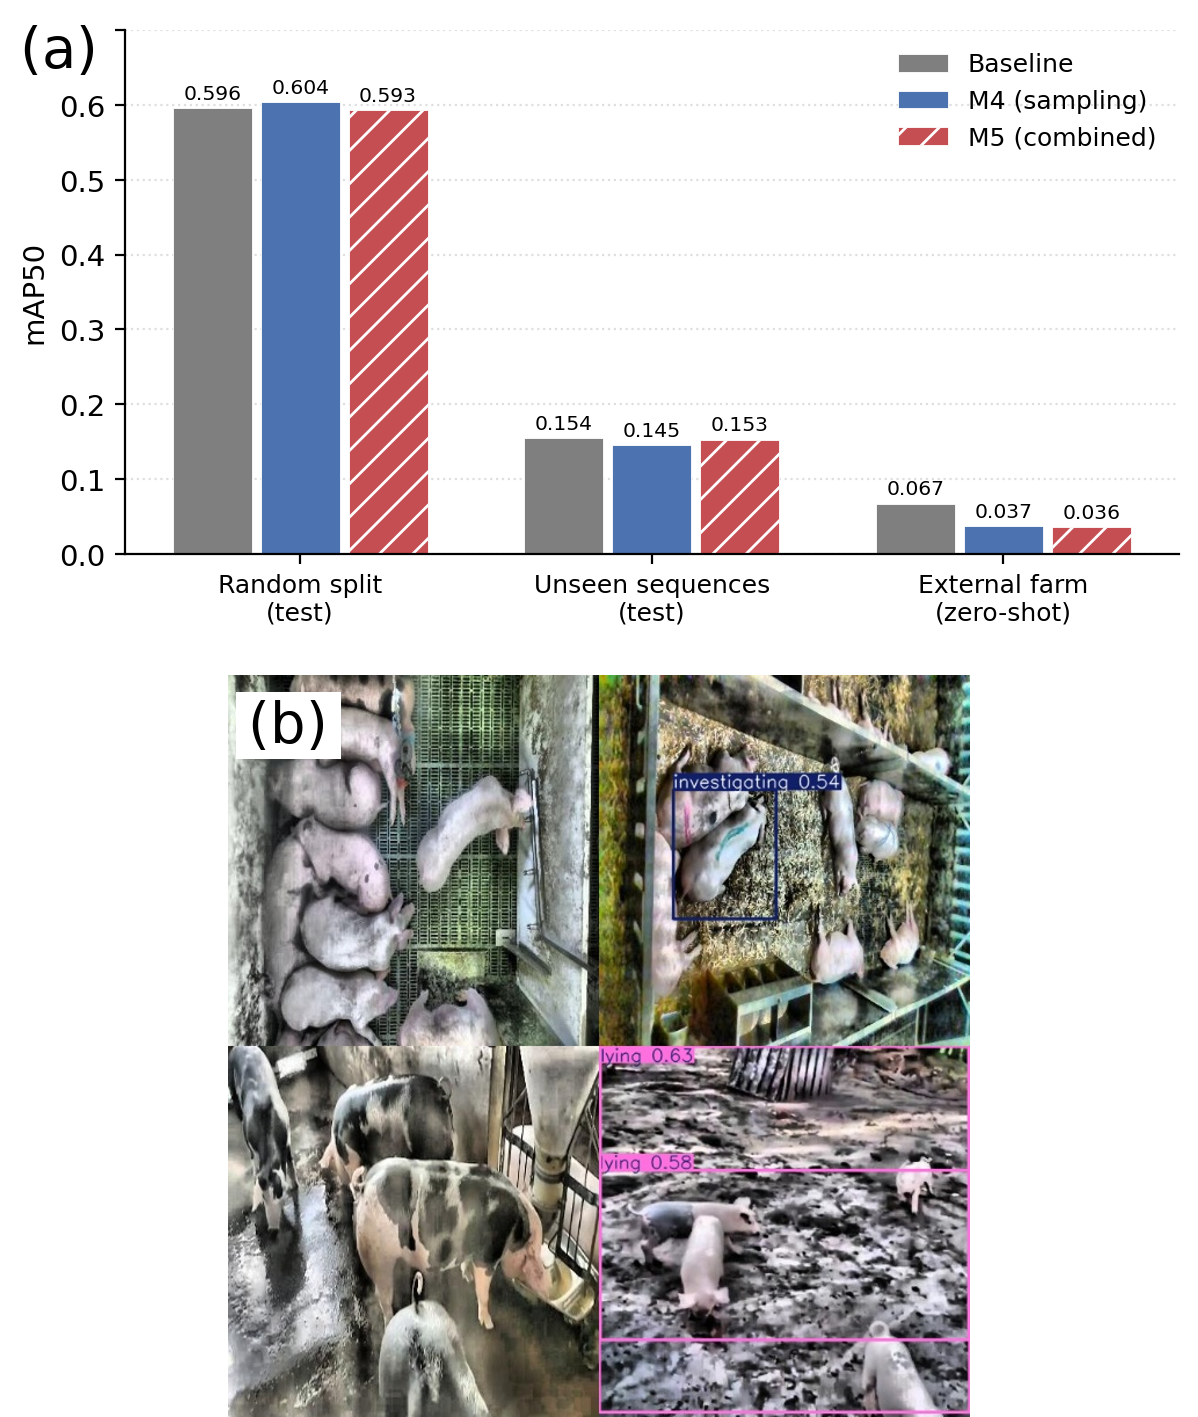 (a)
0.596
0.604
0.593
Baseline
M4 (sampling)
M5 (combined)
mAP50
0.6
0.5
0.4
0.3
0.2
0.1
0.0
0.154
0.145
0.153
0.067
0.037
0.036
Random split
(test)
Unseen sequences
(test)
External farm
(zero-shot)
(b)
investigating 0.54
lying 0.63
lying 0.58